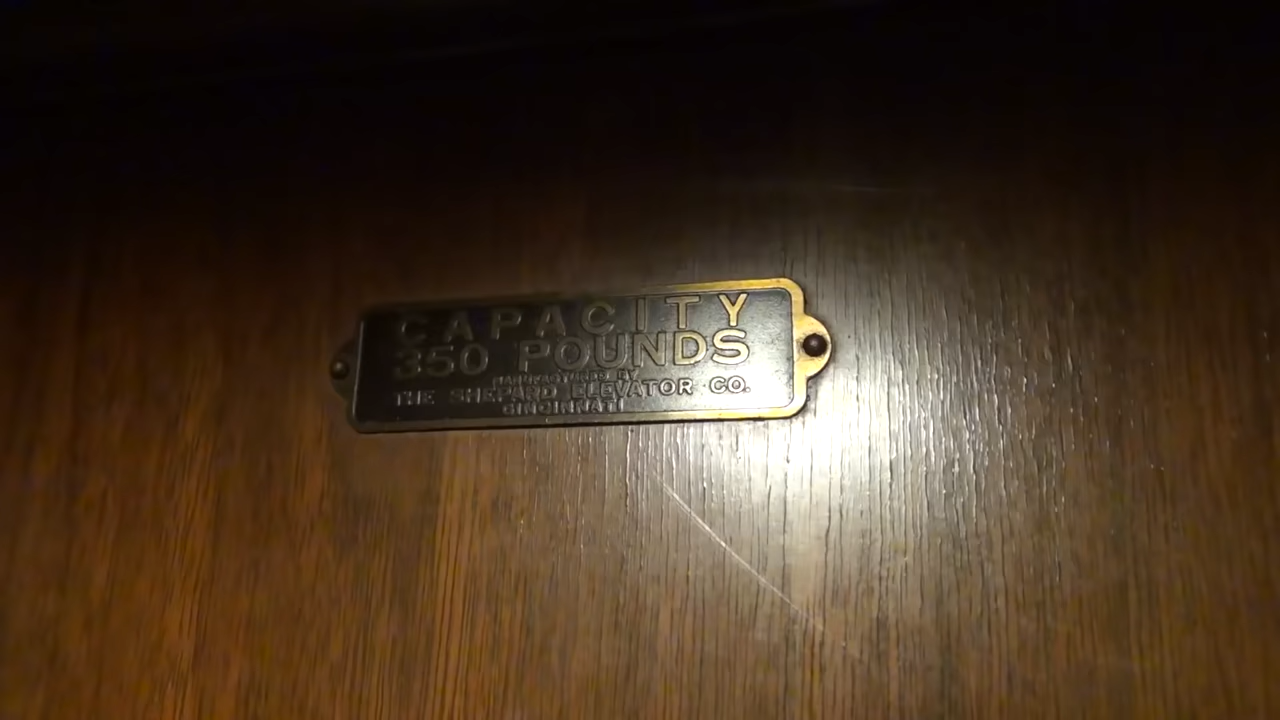 CAPACITY
350 POUNDS
MANUFACTURED BY
THE SHEPARD ELEVATOR CO.
CINCINNATI